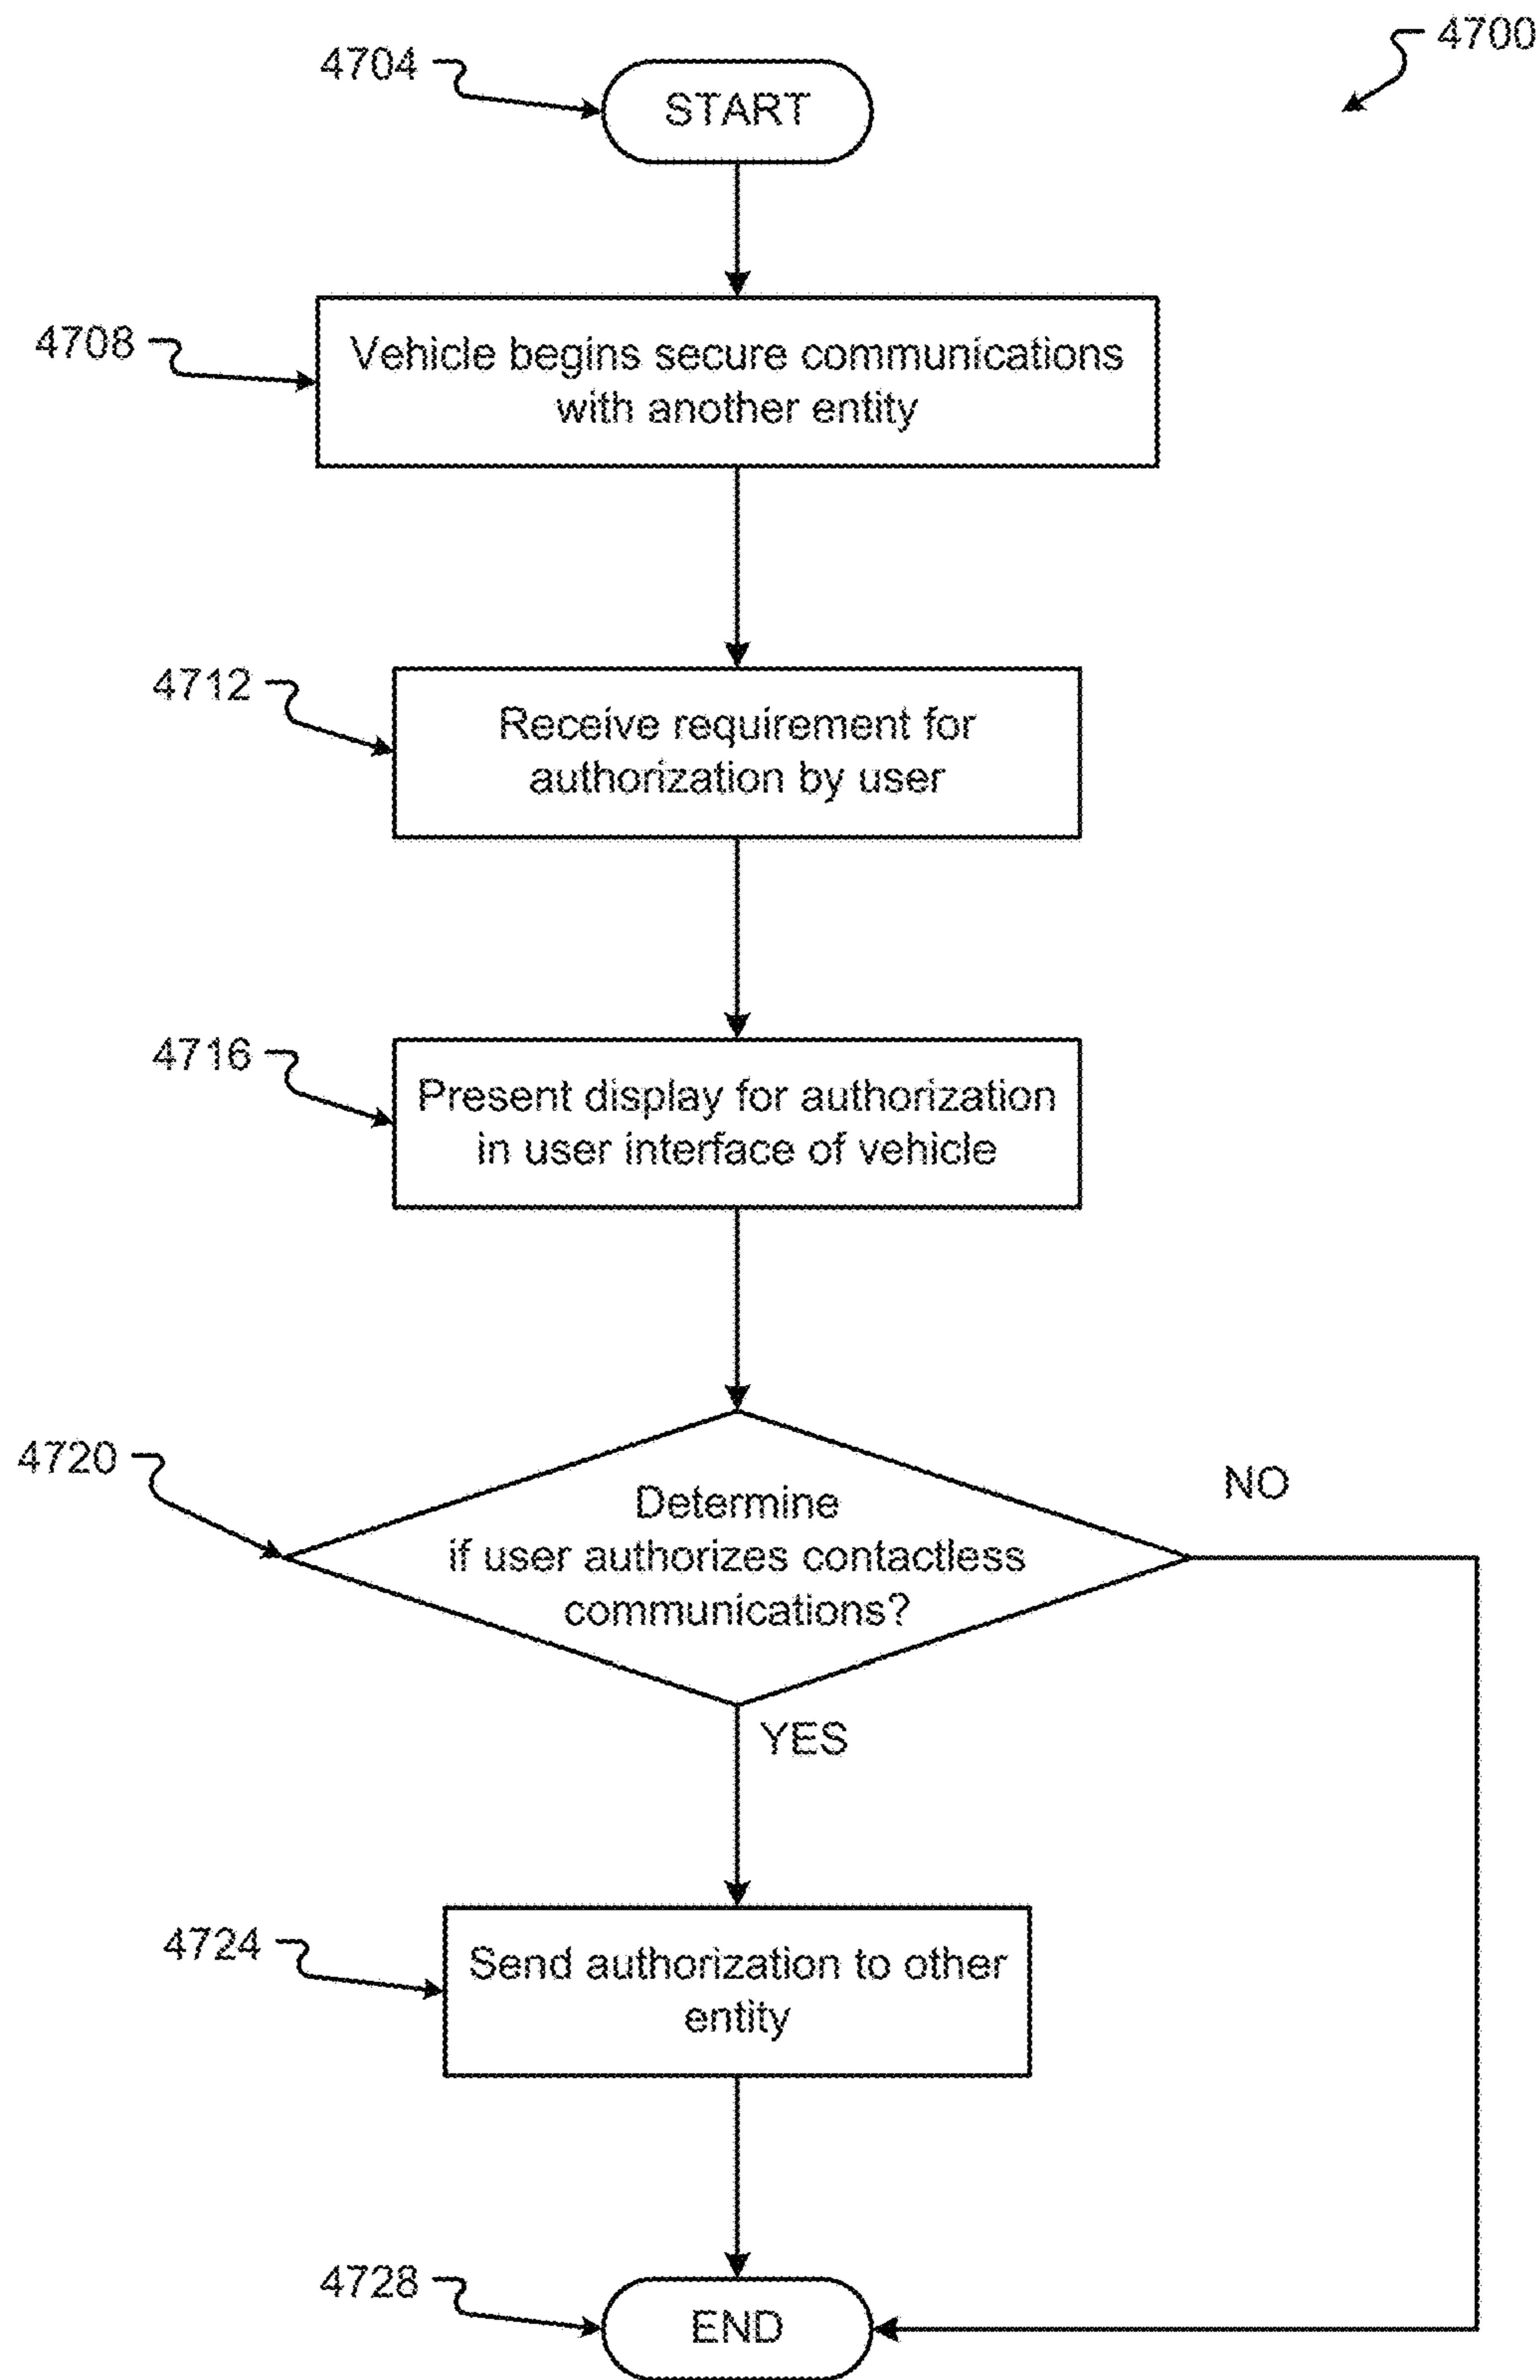 4700
4704
START
4708
Vehicle begins secure communications
with another entity
4712
Receive requirement for
authorization by user
4716
Present display for authorization
in user interface of vehicle
4720
Determine
if user authorizes contactless
communications?
NO
YES
4724
Send authorization to other
entity
4728
END